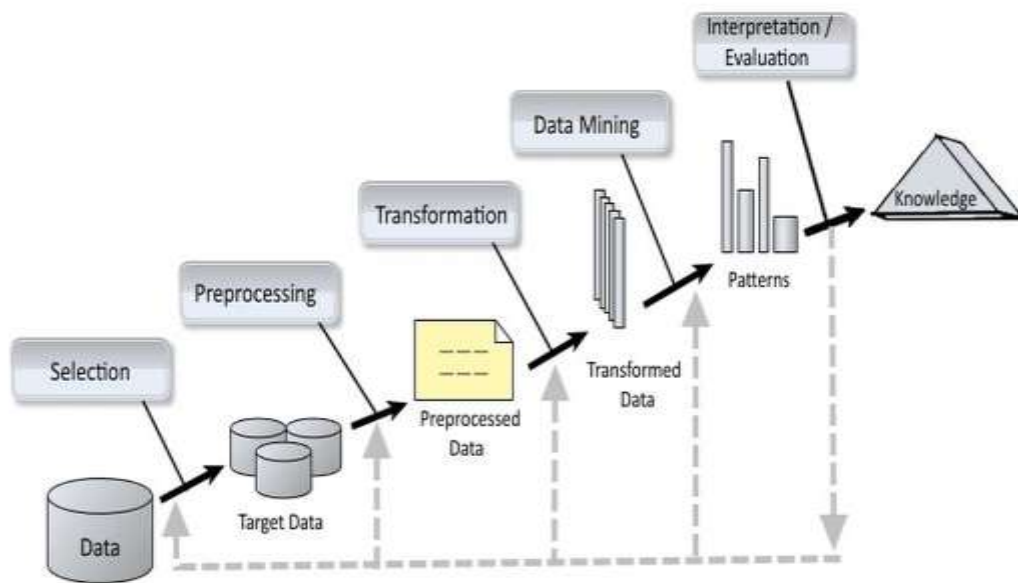 Interpretation /
Evaluation
Data Mining
Transformation
Knowledge
Preprocessing
Patterns
Selection
Transformed
Data
Preprocessed
Data
Target Data
Data